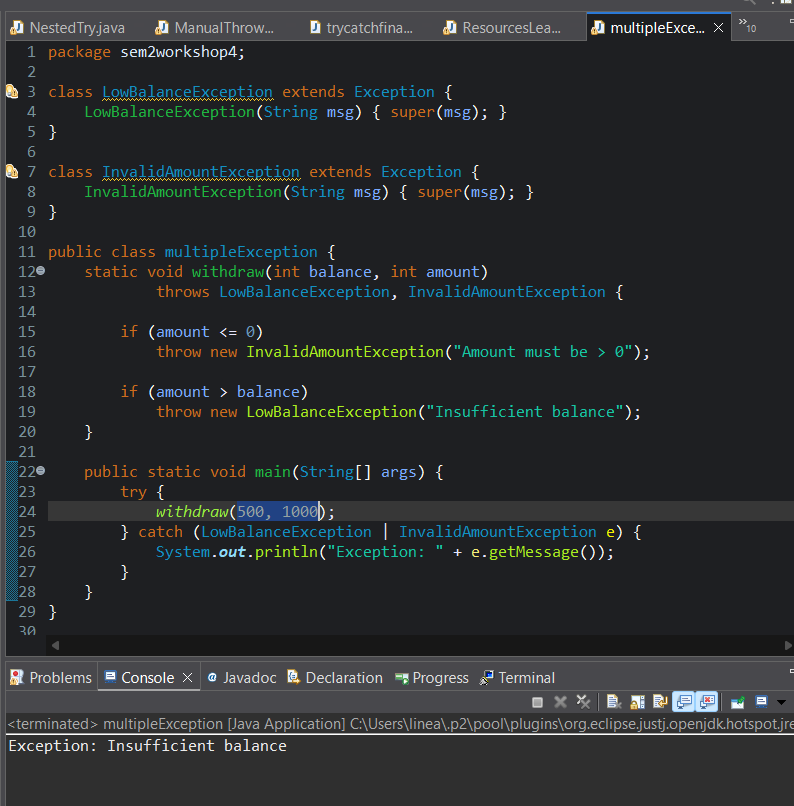 NestedTry.java ManualThrow... trycatchfina... ResourcesLea... multipleExce... 10
1 package sem2workshop4;
2
3 class LowBalanceException extends Exception {
4 LowBalanceException(String msg) { super(msg); }
5 }
6
7 class InvalidAmountException extends Exception {
8 InvalidAmountException(String msg) { super(msg); }
9 }
10
11 public class multipleException {
12 static void withdraw(int balance, int amount)
13 throws LowBalanceException, InvalidAmountException {
14
15 if (amount <= 0)
16 throw new InvalidAmountException("Amount must be > 0");
17
18 if (amount > balance)
19 throw new LowBalanceException("Insufficient balance");
20 }
21
22 public static void main(String[] args) {
23 try {
24 withdraw(500, 1000);
25 } catch (LowBalanceException | InvalidAmountException e) {
26 System.out.println("Exception: " + e.getMessage());
27 }
28 }
29 }
30
Problems Console Javadoc Declaration Progress Terminal
<terminated> multipleException [Java Application] C:\Users\linea\.p2\pool\plugins\org.eclipse.justj.openjdk.hotspot.jre
Exception: Insufficient balance